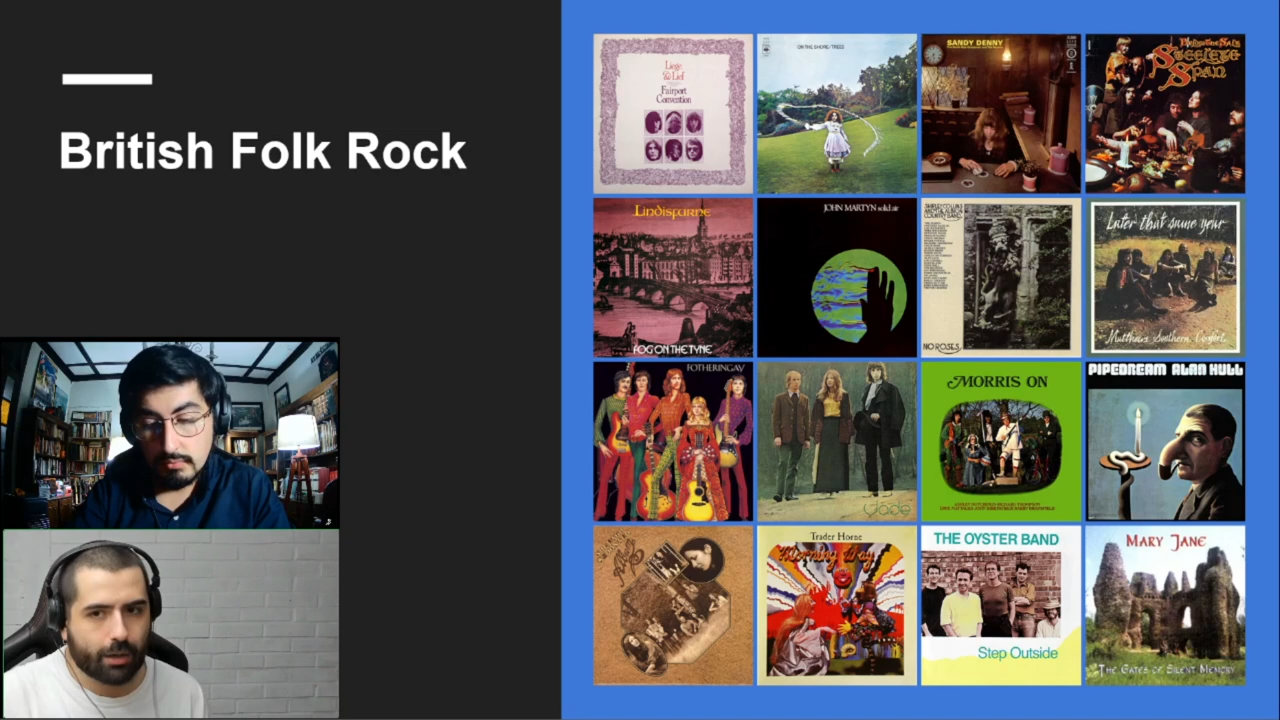 British Folk Rock
Liege
& Lief
Fairport
Convention
ON THE SHORE/TREES
SANDY DENNY
STEELEYE
SPAN
Lindisfarne
FOG ON THE TYNE
JOHN MARTYN solid air
NO ROSES
Later that same year
Matthews Southern Comfort
FOTHERINGAY
Jade
MORRIS ON
PIPEDREAM ALAN HULL
Trader Horne
Morning Way
THE OYSTER BAND
Step Outside
MARY JANE
THE GATES OF SILENT MEMORY